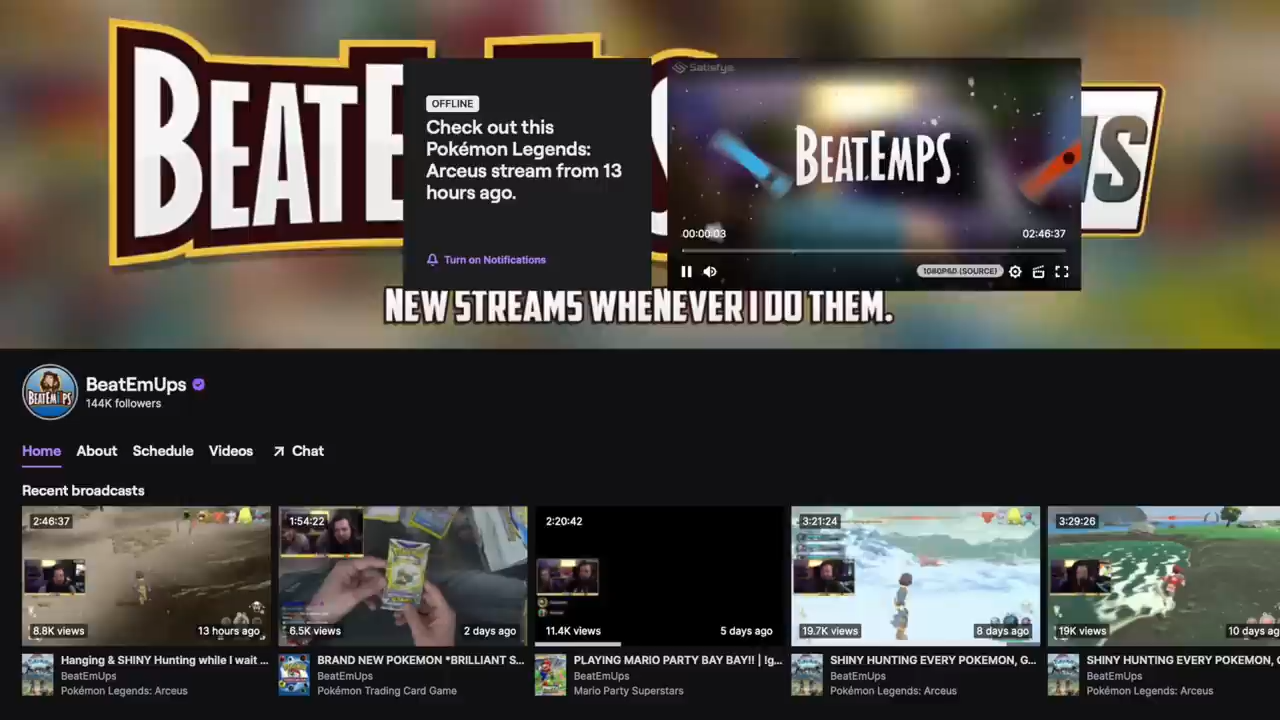 BEATE
Satisfye
OFFLINE
Check out this
Pokémon Legends:
Arceus stream from 13
hours ago.
BEATEMPS
00:00:03
02:46:37
Turn on Notifications
1080P60 (SOURCE)
NEW STREAMS WHENEVER I DO THEM.
BEATEMPS
BeatEmUps
144K followers
Home
About
Schedule
Videos
Chat
Recent broadcasts
2:46:37
1:54:22
2:20:42
3:21:24
3:29:26
8.8K views
13 hours ago
6.5K views
2 days ago
11.4K views
5 days ago
19.7K views
8 days ago
19K views
10 days ag
Hanging & SHINY Hunting while I wait ...
BeatEmUps
Pokémon Legends: Arceus
BRAND NEW POKEMON *BRILLIANT S...
BeatEmUps
Pokémon Trading Card Game
PLAYING MARIO PARTY BAY BAY!! | !g...
BeatEmUps
Mario Party Superstars
SHINY HUNTING EVERY POKEMON, G...
BeatEmUps
Pokémon Legends: Arceus
SHINY HUNTING EVERY POKEMON, G
BeatEmUps
Pokémon Legends: Arceus